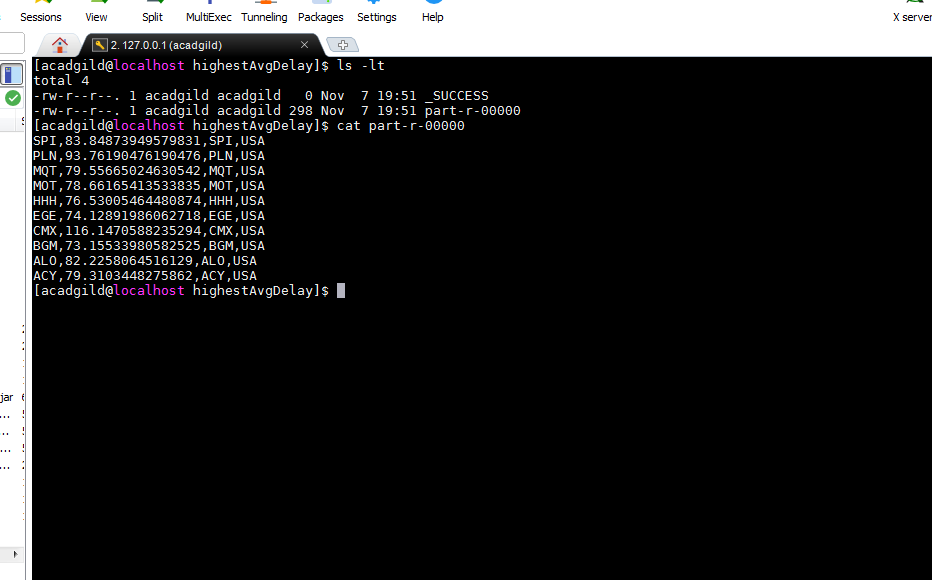 Sessions View Split MultiExec Tunneling Packages Settings Help X server
2. 127.0.0.1 (acadgild)
[acadgild@localhost highestAvgDelay]$ ls -lt
total 4
-rw-r--r--. 1 acadgild acadgild   0 Nov  7 19:51 _SUCCESS
-rw-r--r--. 1 acadgild acadgild 298 Nov  7 19:51 part-r-00000
[acadgild@localhost highestAvgDelay]$ cat part-r-00000
SPI,83.84873949579831,SPI,USA
PLN,93.76190476190476,PLN,USA
MQT,79.55665024630542,MQT,USA
MOT,78.66165413533835,MOT,USA
HHH,76.53005464480874,HHH,USA
EGE,74.12891986062718,EGE,USA
CMX,116.1470588235294,CMX,USA
BGM,73.15533980582525,BGM,USA
ALO,82.2258064516129,ALO,USA
ACY,79.3103448275862,ACY,USA
[acadgild@localhost highestAvgDelay]$
jar
...
...
...
...